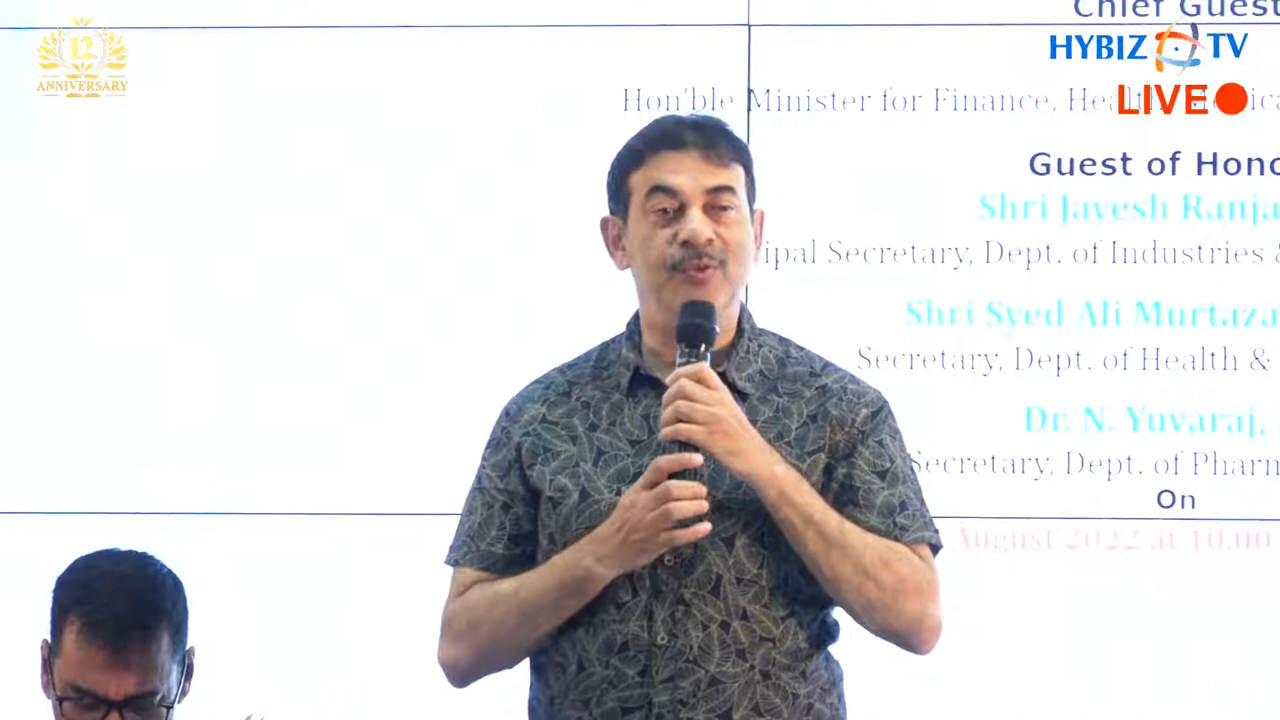 12
ANNIVERSARY
HYBIZ TV
LIVE
Chief Guest
Hon'ble Minister for Finance, Health, Medica
Guest of Hono
Shri Jayesh Ranja
ipal Secretary, Dept. of Industries &
Shri Syed Ali Murtaza
Secretary, Dept. of Health &
Dr. N. Yuvaraj,
Secretary, Dept. of Pharm
On
August 2022 at 10.00